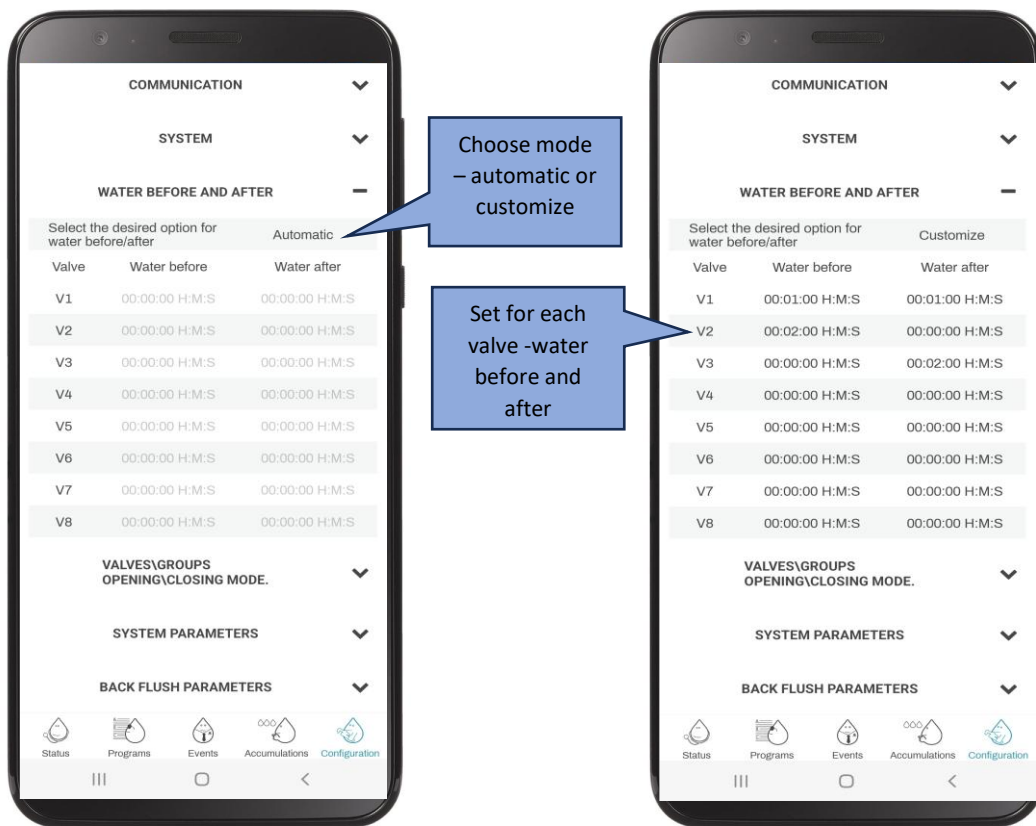 COMMUNICATION
SYSTEM
WATER BEFORE AND AFTER
Select the desired option for
water before/after
Automatic
Valve Water before Water after
V1 00:00:00 H:M:S 00:00:00 H:M:S
V2 00:00:00 H:M:S 00:00:00 H:M:S
V3 00:00:00 H:M:S 00:00:00 H:M:S
V4 00:00:00 H:M:S 00:00:00 H:M:S
V5 00:00:00 H:M:S 00:00:00 H:M:S
V6 00:00:00 H:M:S 00:00:00 H:M:S
V7 00:00:00 H:M:S 00:00:00 H:M:S
V8 00:00:00 H:M:S 00:00:00 H:M:S
VALVES\GROUPS
OPENING\CLOSING MODE.
SYSTEM PARAMETERS
BACK FLUSH PARAMETERS
Status Programs Events Accumulations Configuration
Choose mode
– automatic or
customize
Set for each
valve -water
before and
after
COMMUNICATION
SYSTEM
WATER BEFORE AND AFTER
Select the desired option for
water before/after
Customize
Valve Water before Water after
V1 00:01:00 H:M:S 00:01:00 H:M:S
V2 00:02:00 H:M:S 00:00:00 H:M:S
V3 00:00:00 H:M:S 00:02:00 H:M:S
V4 00:00:00 H:M:S 00:00:00 H:M:S
V5 00:00:00 H:M:S 00:00:00 H:M:S
V6 00:00:00 H:M:S 00:00:00 H:M:S
V7 00:00:00 H:M:S 00:00:00 H:M:S
V8 00:00:00 H:M:S 00:00:00 H:M:S
VALVES\GROUPS
OPENING\CLOSING MODE.
SYSTEM PARAMETERS
BACK FLUSH PARAMETERS
Status Programs Events Accumulations Configuration